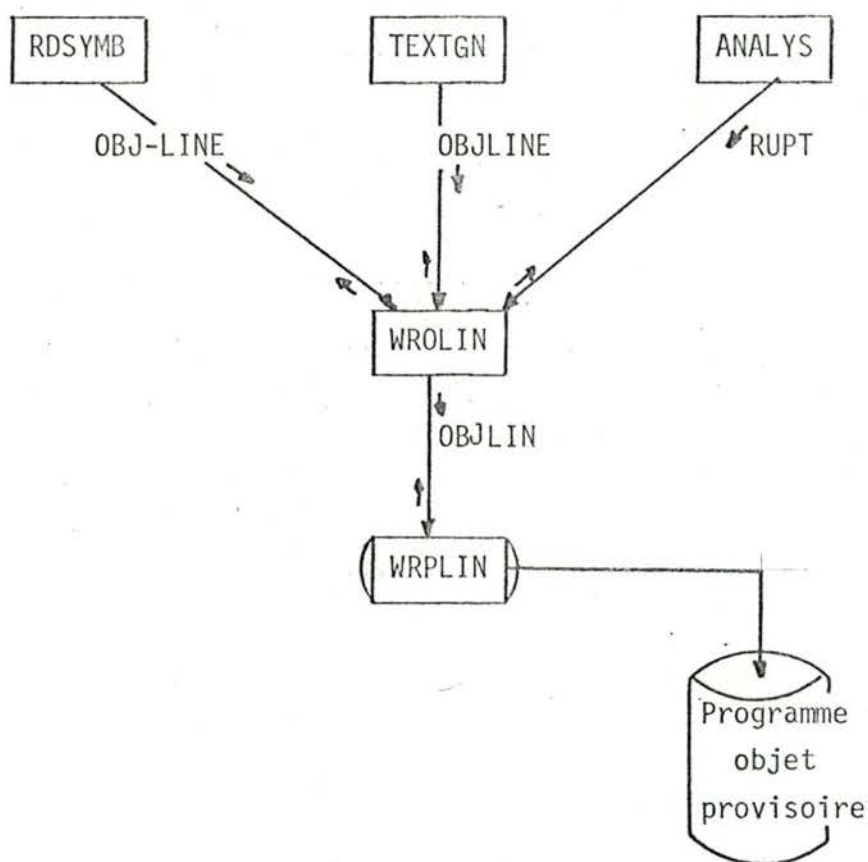 RDSYMB
TEXTGN
ANALYS
OBJ-LINE
OBJLINE
RUPT
WROLIN
OBJLIN
WRPLIN
Programme
objet
provisoire